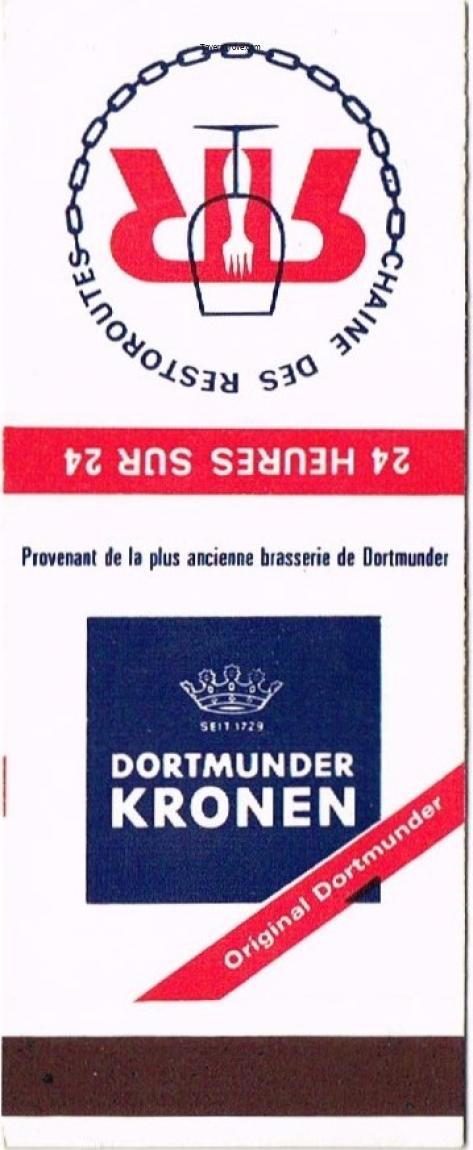 CHAINE DES RESTOROUTES
24 HEURES SUR 24
Provenant de la plus ancienne brasserie de Dortmunder
SEIT 1729
DORTMUNDER
KRONEN
Original Dortmunder